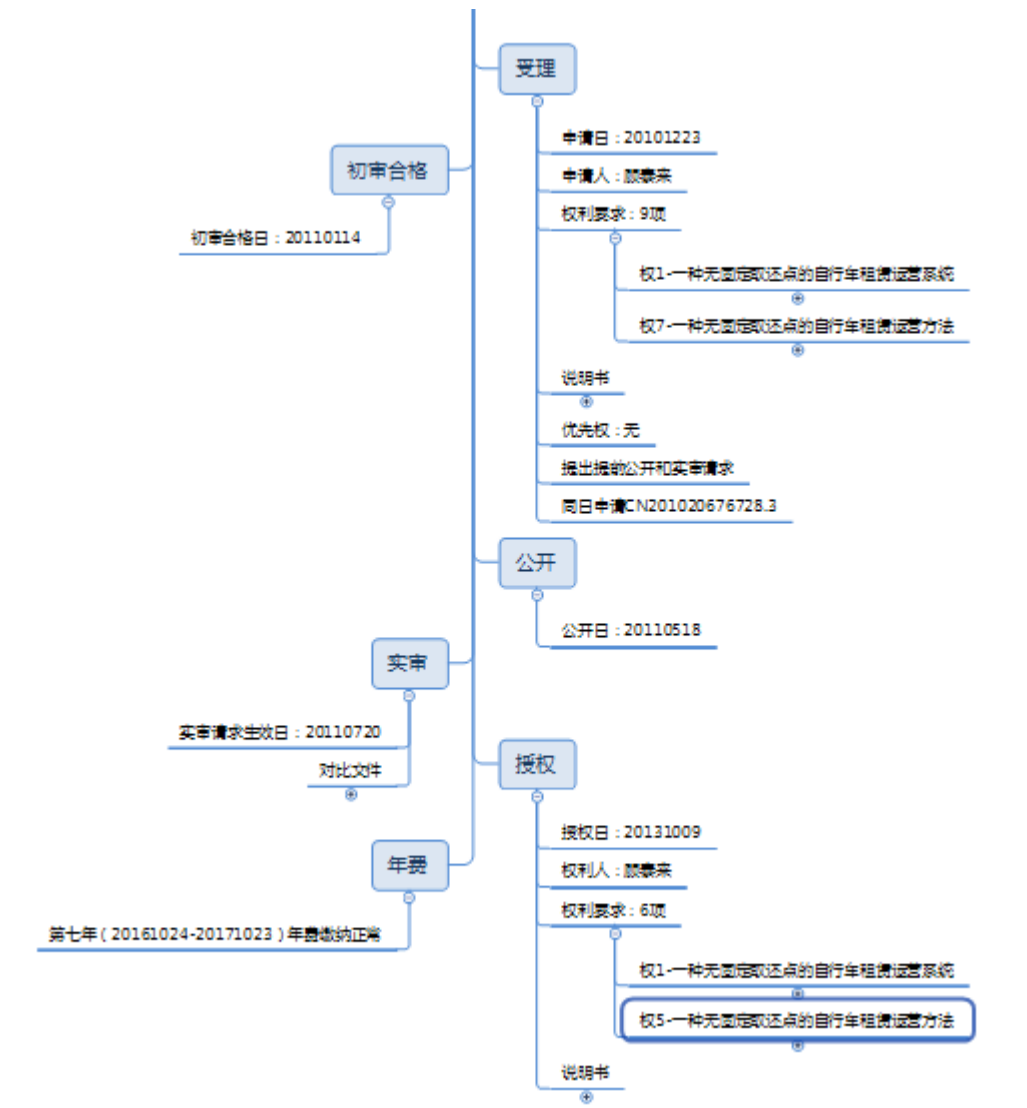 受理
申请日：20101223
申请人：顾泰来
权利要求：9项
权1-一种无固定取还点的自行车租赁运营系统
权7-一种无固定取还点的自行车租赁运营方法
说明书
优先权：无
提出提前公开和实审请求
同日申请CN201020676728.3
初审合格
初审合格日：20110114
公开
公开日：20110518
实审
实审请求生效日：20110720
对比文件
授权
授权日：20131009
权利人：顾泰来
权利要求：6项
权1-一种无固定取还点的自行车租赁运营系统
权5-一种无固定取还点的自行车租赁运营方法
说明书
年费
第七年（20161024-20171023）年费缴纳正常